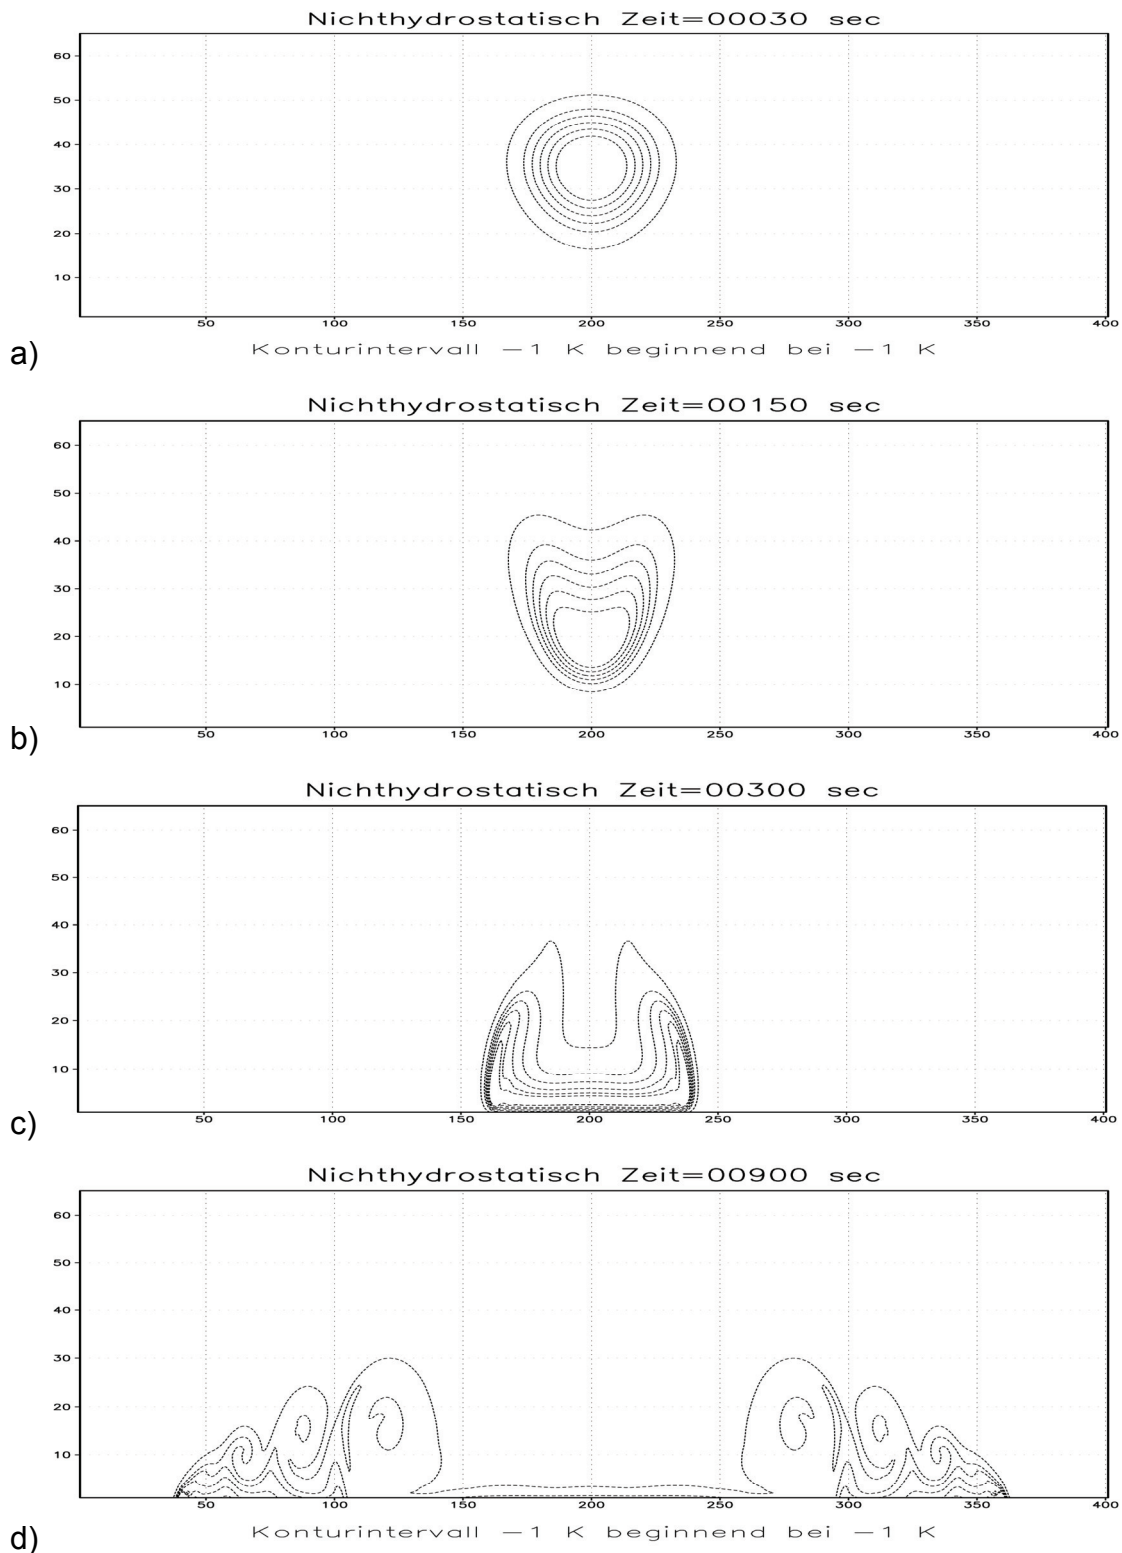 Nichthydrostatisch Zeit=00030 sec
60
50
40
30
20
10
50 100 150 200 250 300 350 400
a)
Konturintervall −1 K beginnend bei −1 K
Nichthydrostatisch Zeit=00150 sec
60
50
40
30
20
10
50 100 150 200 250 300 350 400
b)
Nichthydrostatisch Zeit=00300 sec
60
50
40
30
20
10
50 100 150 200 250 300 350 400
c)
Nichthydrostatisch Zeit=00900 sec
60
50
40
30
20
10
50 100 150 200 250 300 350 400
d)
Konturintervall −1 K beginnend bei −1 K